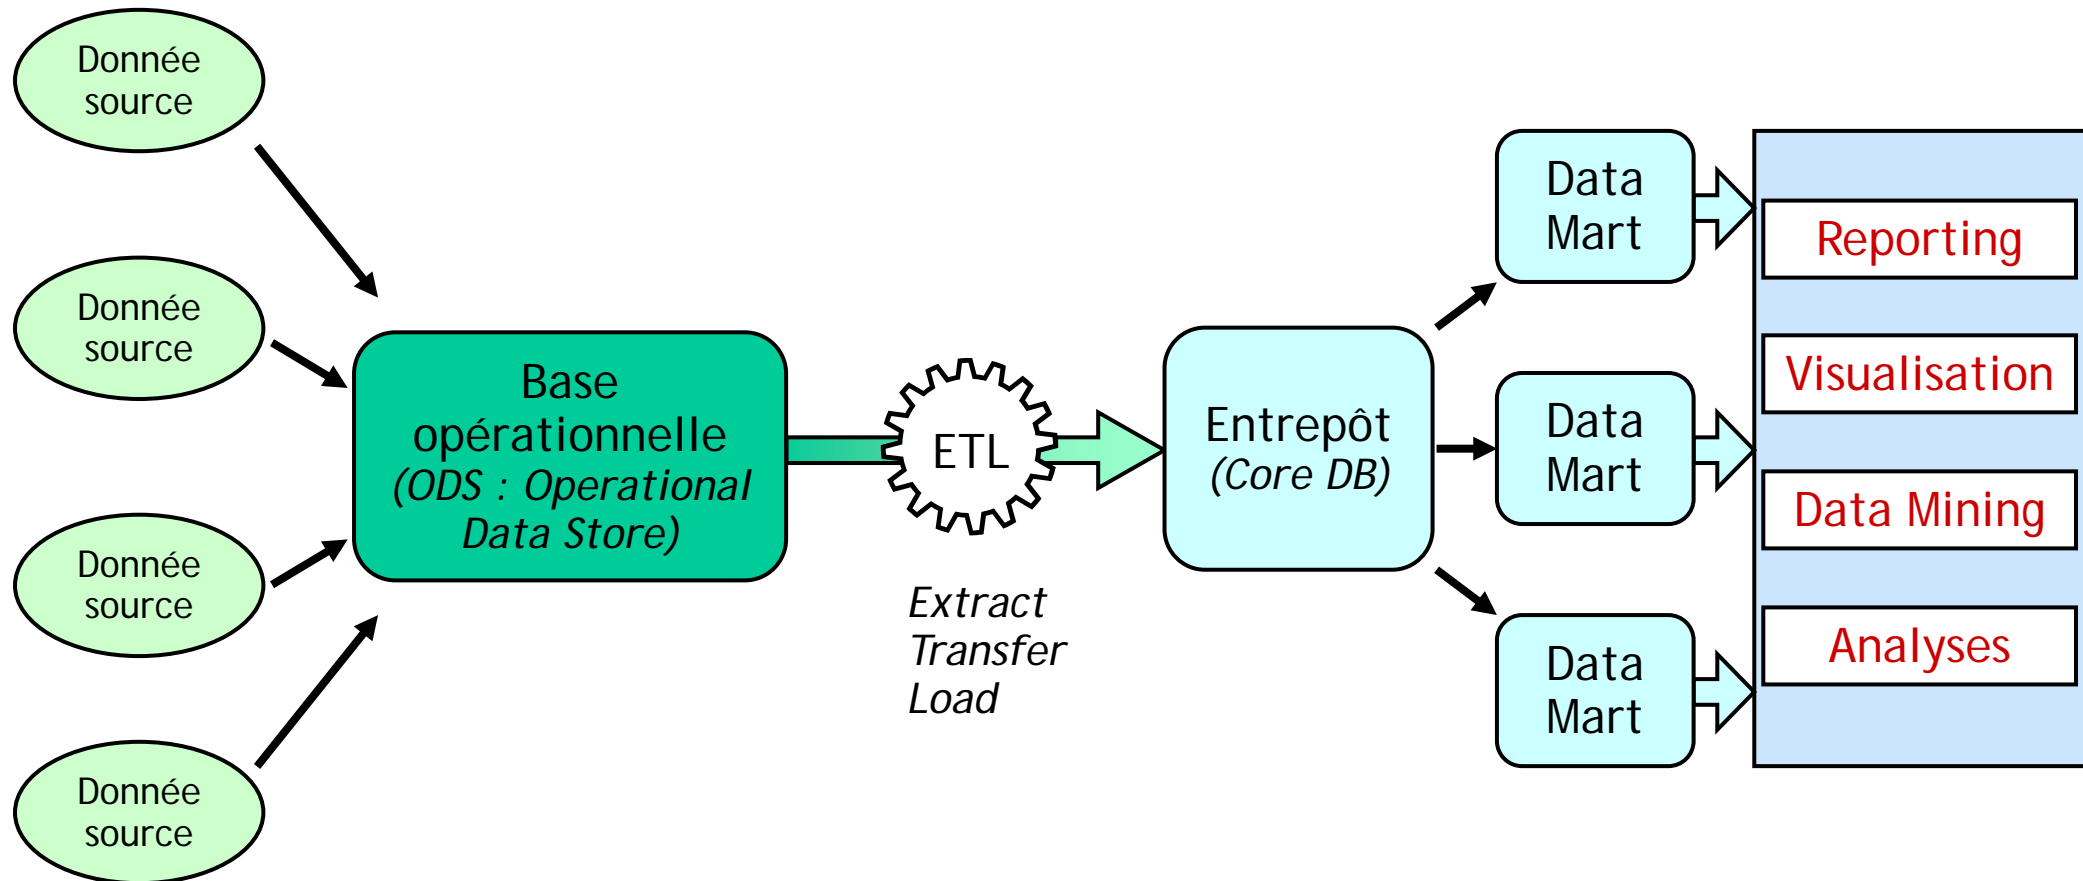 Donnée
source
Donnée
source
Donnée
source
Donnée
source
Base
opérationnelle
(ODS : Operational
Data Store)
ETL
Extract
Transfer
Load
Entrepôt
(Core DB)
Data
Mart
Data
Mart
Data
Mart
Reporting
Visualisation
Data Mining
Analyses